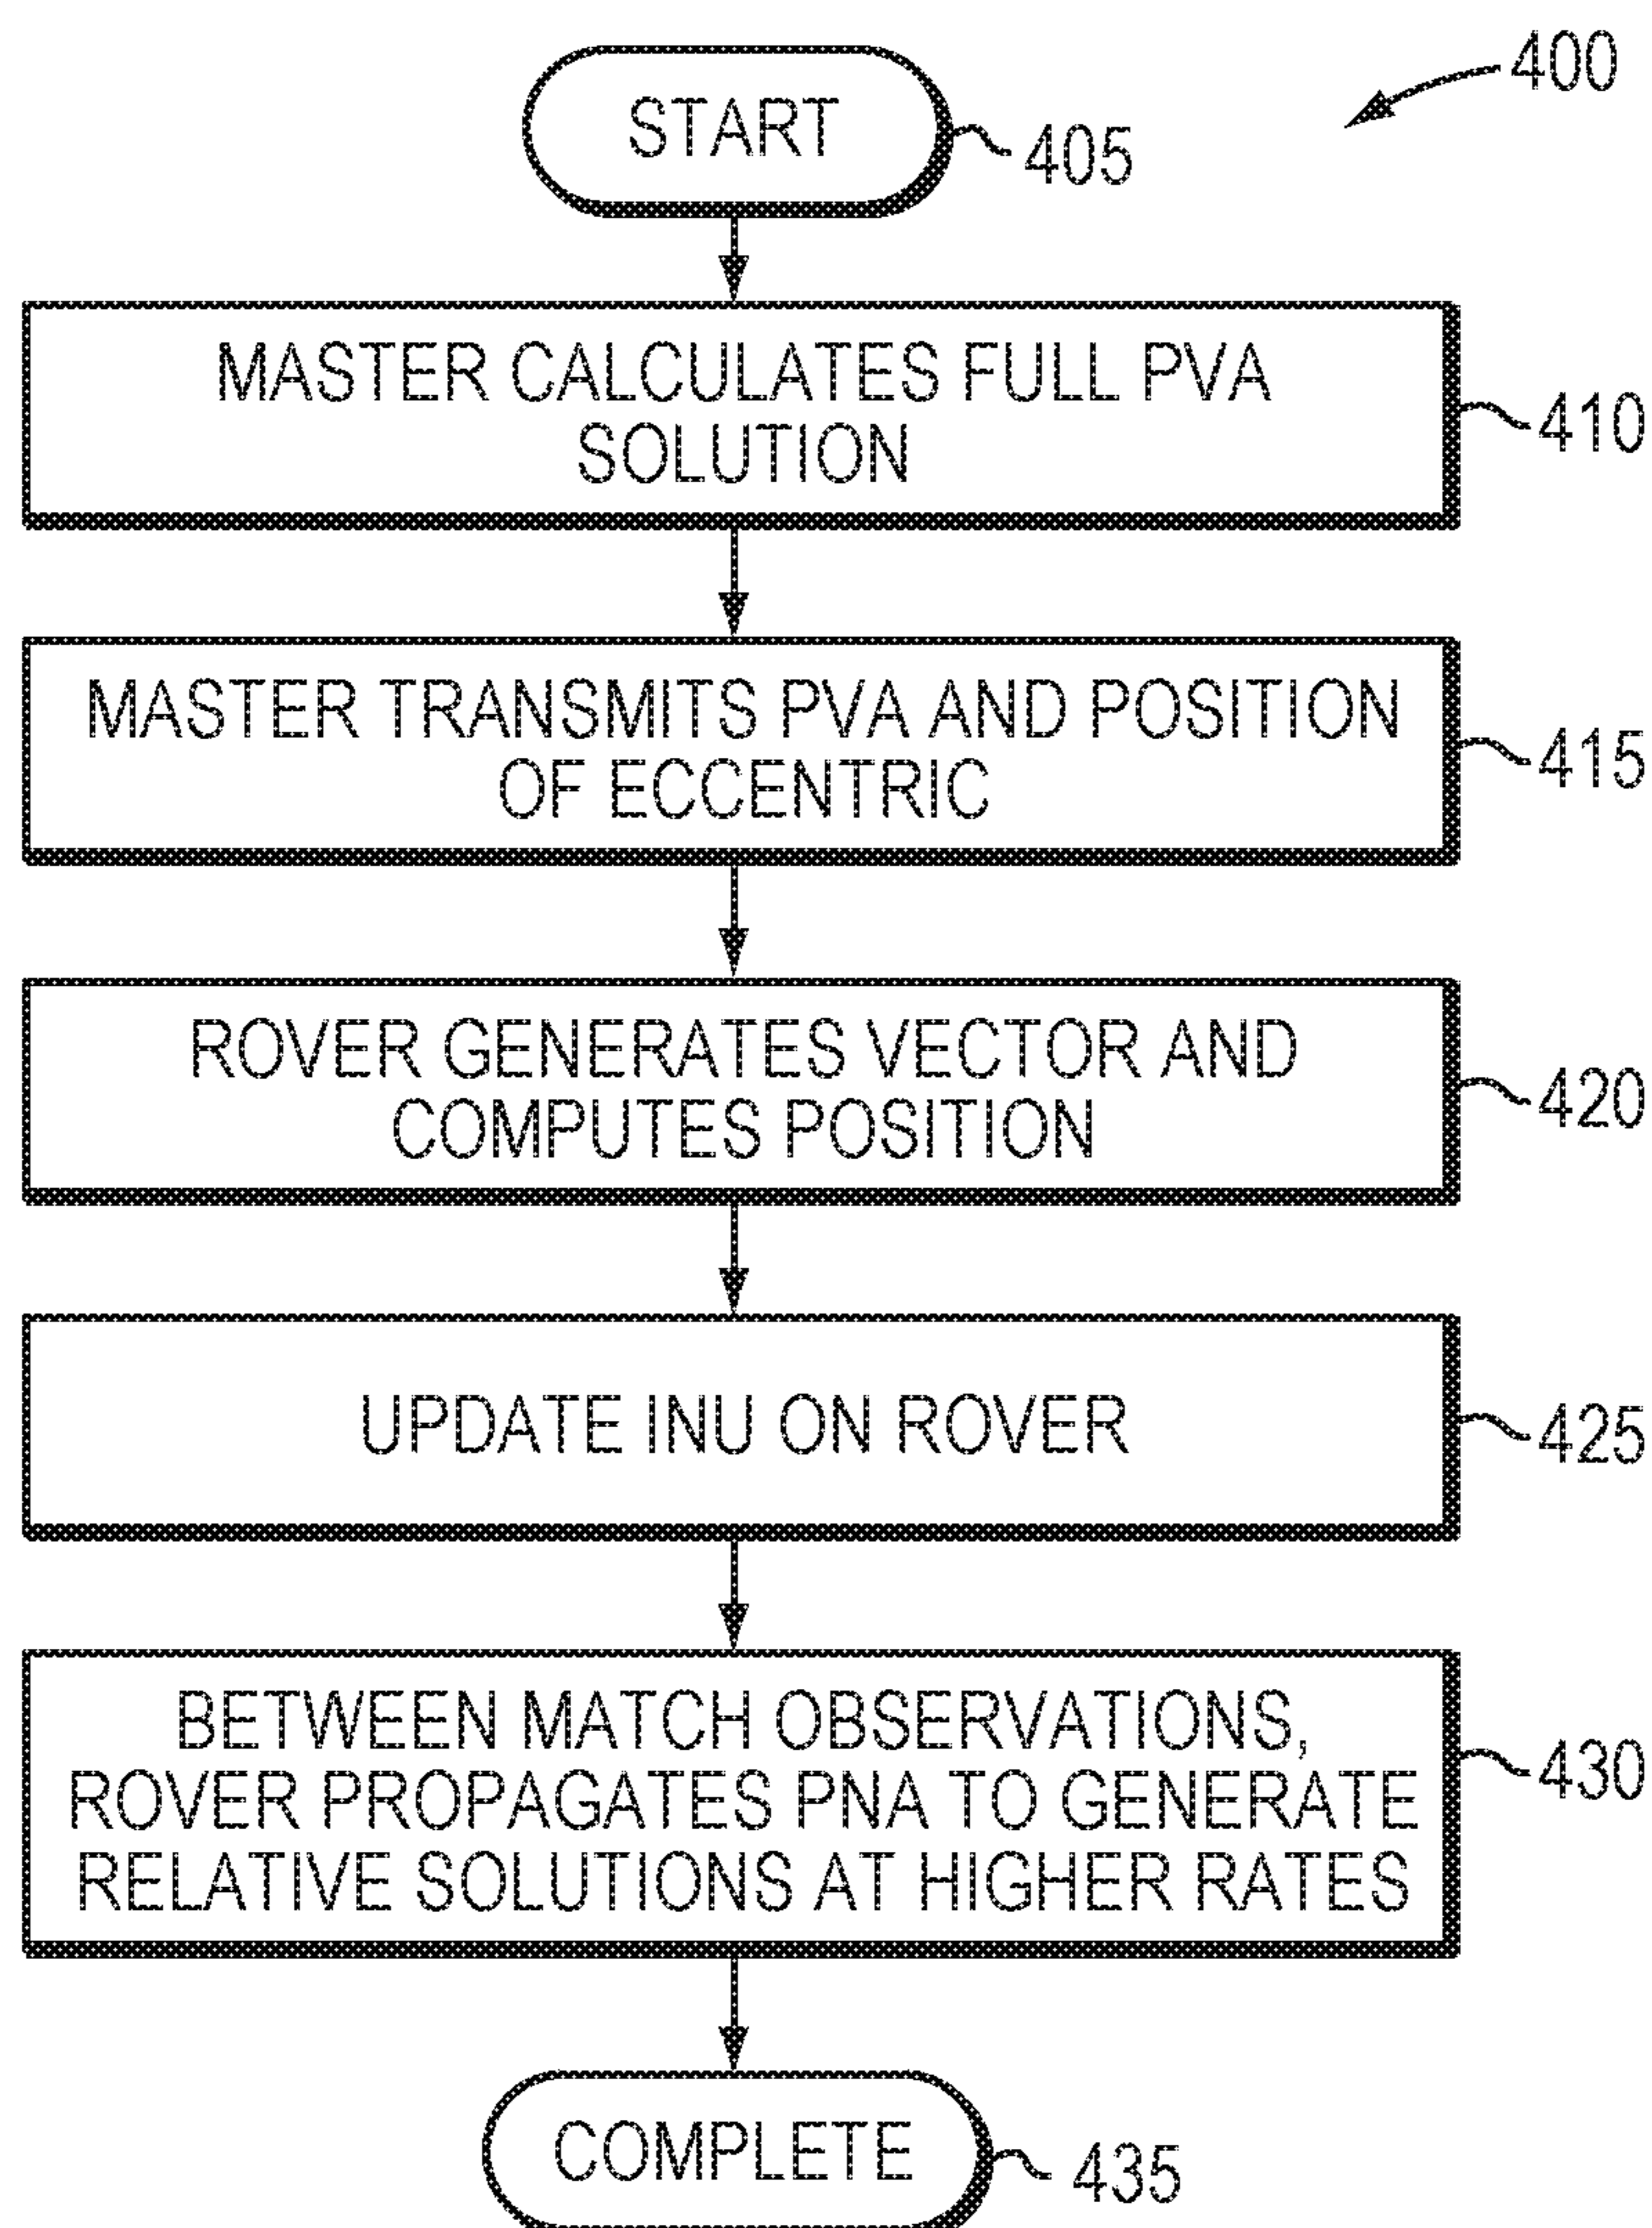 400
START
405
MASTER CALCULATES FULL PVA
SOLUTION
410
MASTER TRANSMITS PVA AND POSITION
OF ECCENTRIC
415
ROVER GENERATES VECTOR AND
COMPUTES POSITION
420
UPDATE INU ON ROVER
425
BETWEEN MATCH OBSERVATIONS,
ROVER PROPAGATES PNA TO GENERATE
RELATIVE SOLUTIONS AT HIGHER RATES
430
COMPLETE
435